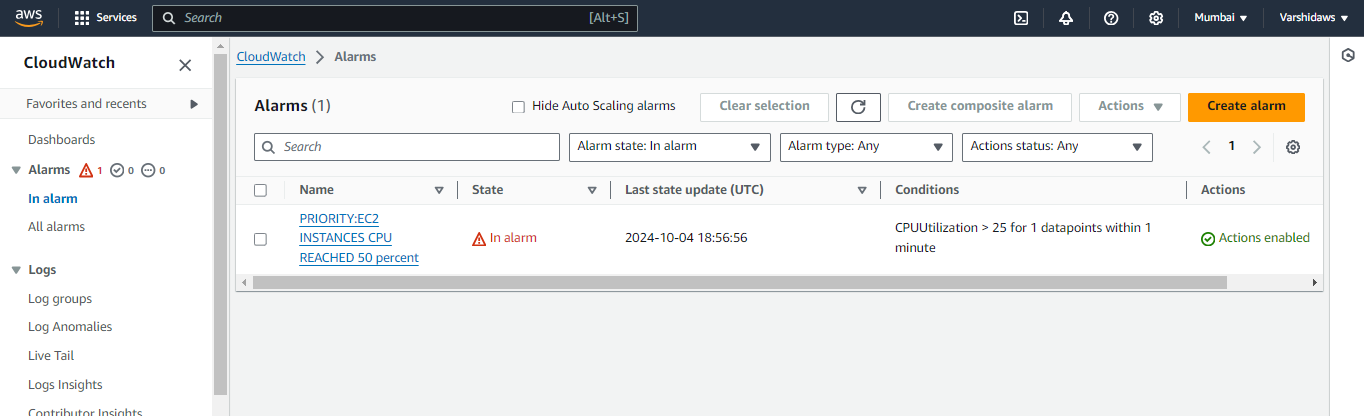 aws
Services
Search
[Alt+S]
Mumbai
Varshidaws
CloudWatch
Favorites and recents
Dashboards
Alarms
1
0
0
In alarm
All alarms
Logs
Log groups
Log Anomalies
Live Tail
Logs Insights
Contributor Insights
CloudWatch
Alarms
Alarms (1)
Hide Auto Scaling alarms
Clear selection
Create composite alarm
Actions
Create alarm
Search
Alarm state: In alarm
Alarm type: Any
Actions status: Any
1
Name
State
Last state update (UTC)
Conditions
Actions
PRIORITY:EC2
INSTANCES CPU
REACHED 50 percent
In alarm
2024-10-04 18:56:56
CPUUtilization > 25 for 1 datapoints within 1
minute
Actions enabled